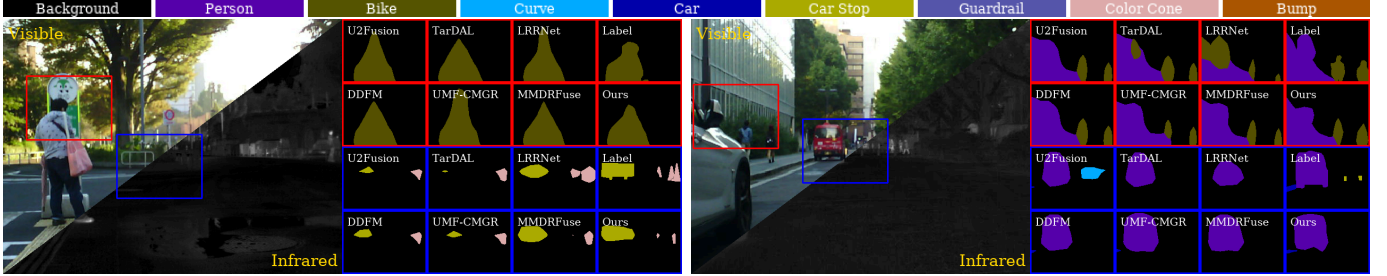 Background Person Bike Curve Car Car Stop Guardrail Color Cone Bump
Visible
Infrared
U2Fusion TarDAL LRRNet Label
DDFM UMF-CMGR MMDRFuse Ours
U2Fusion TarDAL LRRNet Label
DDFM UMF-CMGR MMDRFuse Ours
Visible
Infrared
U2Fusion TarDAL LRRNet Label
DDFM UMF-CMGR MMDRFuse Ours
U2Fusion TarDAL LRRNet Label
DDFM UMF-CMGR MMDRFuse Ours